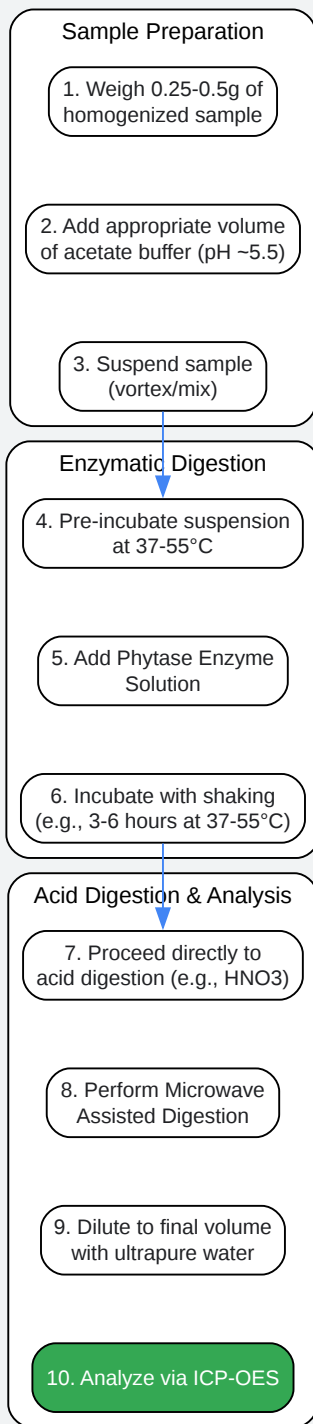 Sample Preparation
1. Weigh 0.25-0.5g of
homogenized sample
2. Add appropriate volume
of acetate buffer (pH ~5.5)
3. Suspend sample
(vortex/mix)
Enzymatic Digestion
4. Pre-incubate suspension
at 37-55°C
5. Add Phytase Enzyme
Solution
6. Incubate with shaking
(e.g., 3-6 hours at 37-55°C)
Acid Digestion & Analysis
7. Proceed directly to
acid digestion (e.g., HNO3)
8. Perform Microwave
Assisted Digestion
9. Dilute to final volume
with ultrapure water
10. Analyze via ICP-OES